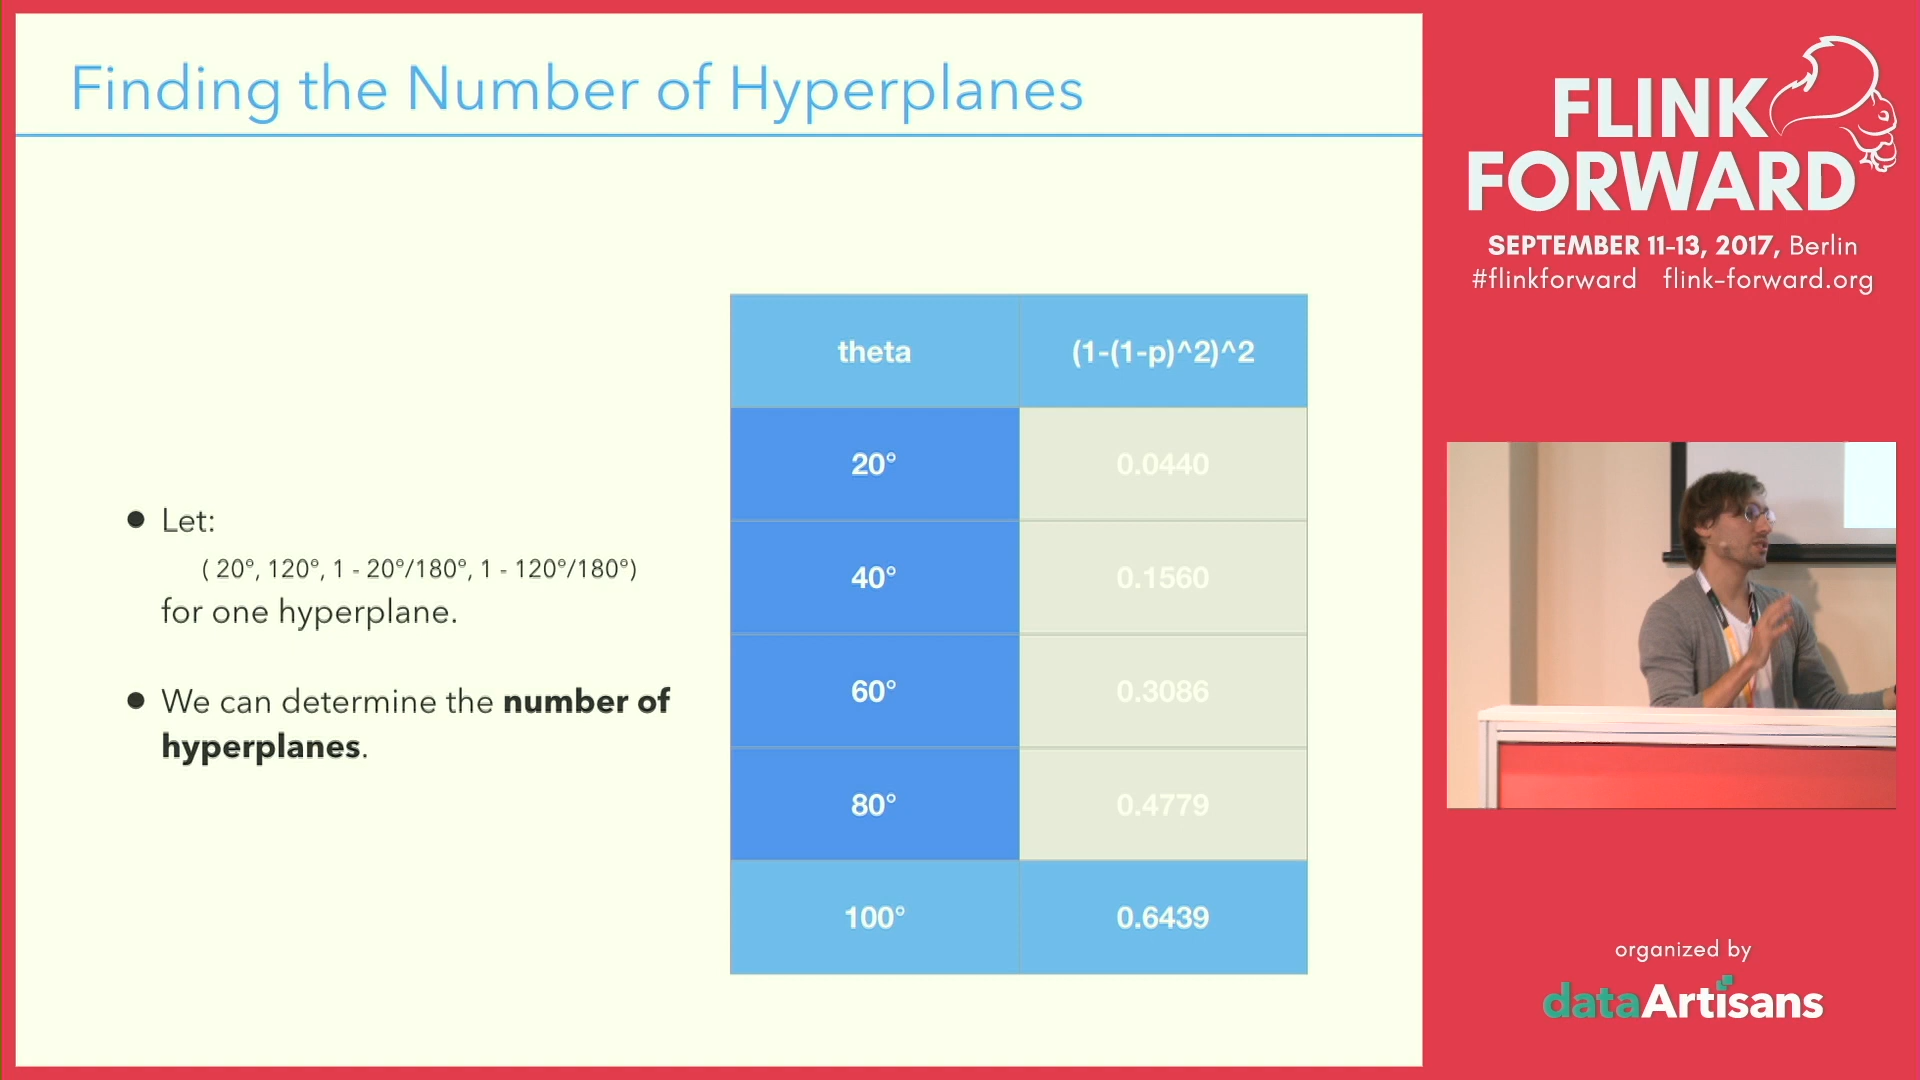 Finding the Number of Hyperplanes
● Let:
( 20°, 120°, 1 - 20°/180°, 1 - 120°/180°)
for one hyperplane.
● We can determine the number of
hyperplanes.
theta (1-(1-p)^2)^2
20° 0.0440
40° 0.1560
60° 0.3086
80° 0.4779
100° 0.6439
FLINK
FORWARD
SEPTEMBER 11-13, 2017, Berlin
#flinkforward flink-forward.org
organized by
dataArtisans